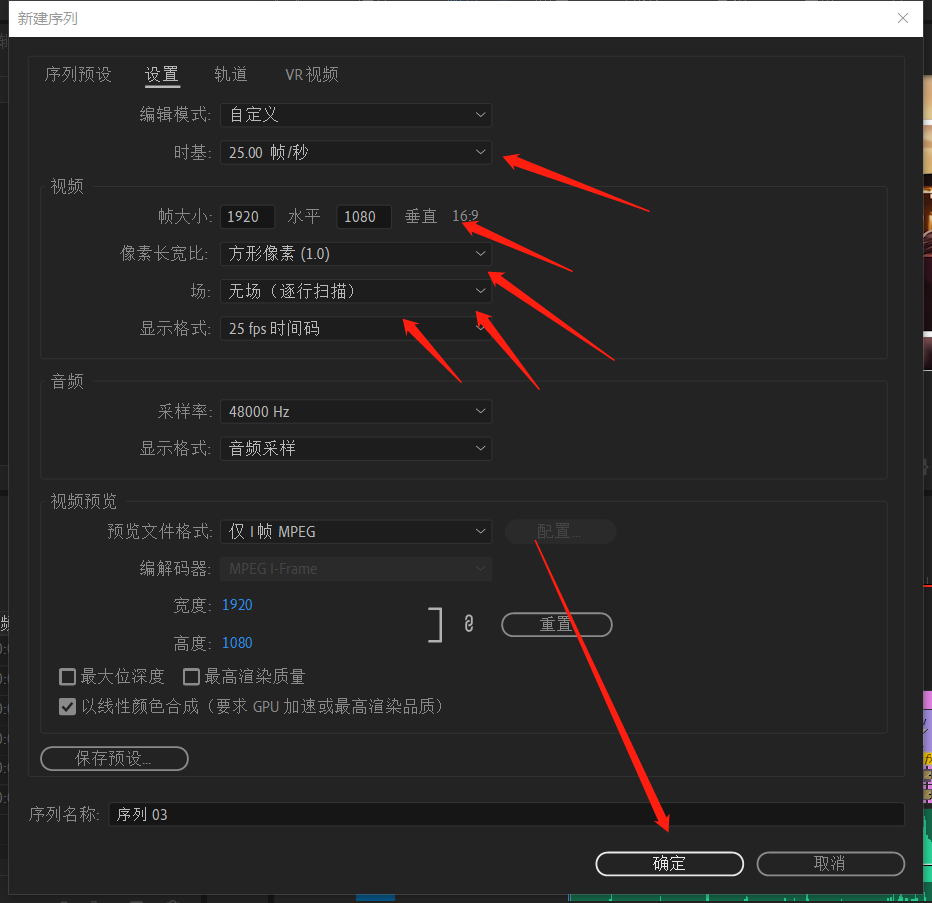 新建序列
序列预设 设置 轨道 VR 视频
编辑模式: 自定义
时基: 25.00 帧/秒
视频
帧大小: 1920 水平 1080 垂直 16:9
像素长宽比: 方形像素 (1.0)
场: 无场（逐行扫描）
显示格式: 25 fps 时间码
音频
采样率: 48000 Hz
显示格式: 音频采样
视频预览
预览文件格式: 仅 I 帧 MPEG 配置...
编解码器: MPEG I-Frame
宽度: 1920
高度: 1080
重置
最大位深度 最高渲染质量
以线性颜色合成（要求 GPU 加速或最高渲染品质）
保存预设...
序列名称: 序列 03
确定 取消